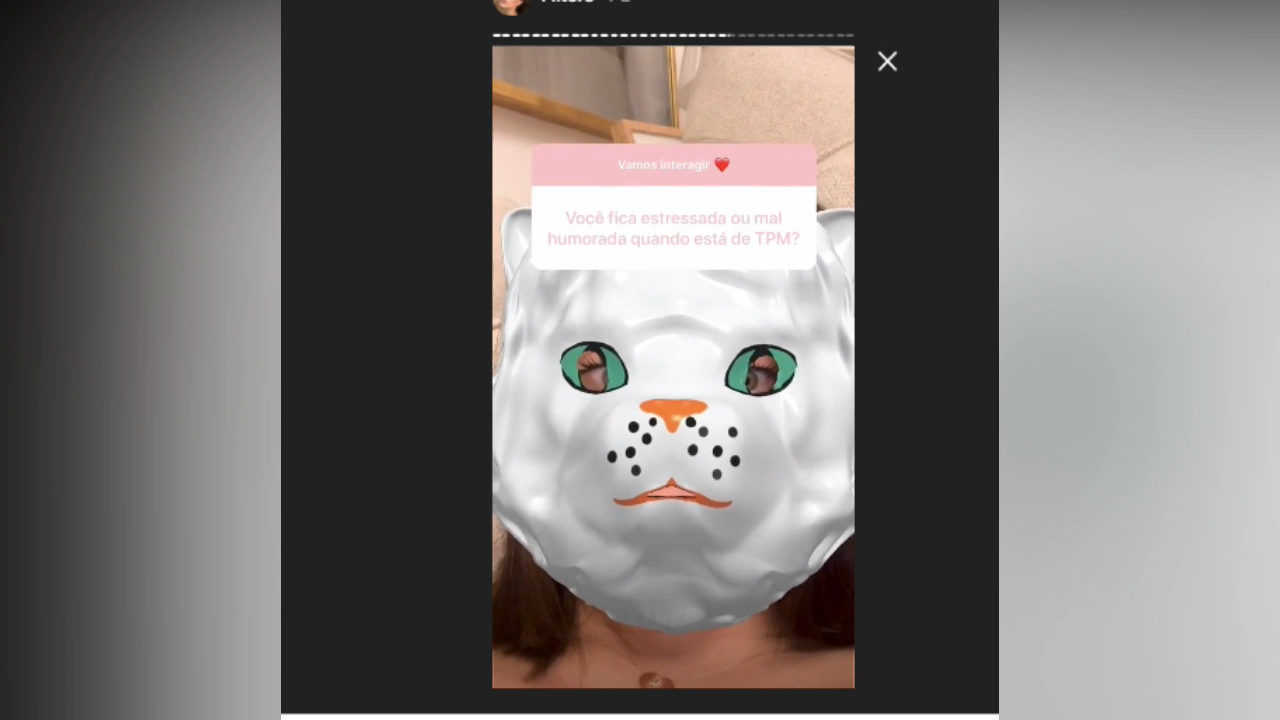 Vamos interagir ❤️
Você fica estressada ou mal
humorada quando está de TPM?